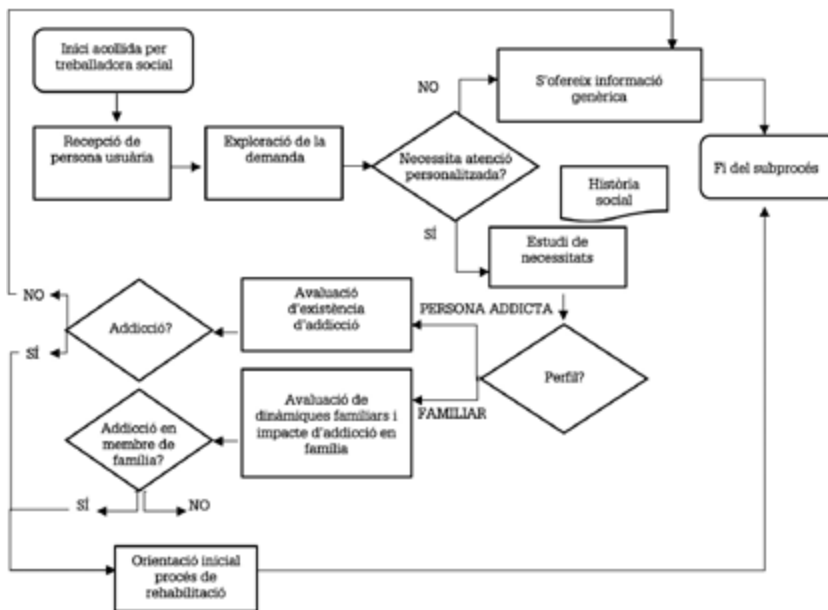 Inici acollida per
treballadora social
Recepció de
persona usuària
Exploració de la
demanda
Necessita atenció
personalitzada?
NO
S'ofereix informació
genèrica
Fi del subprocés
SÍ
Història
social
Estudi de
necessitats
Perfil?
PERSONA ADDICTA
Avaluació
d'existència
d'addicció
Addicció?
NO
SÍ
FAMILIAR
Avaluació de
dinàmiques familiars i
impacte d'addicció en
família
Addicció en
membre de
família?
SÍ
NO
Orientació inicial
procés de
rehabilitació